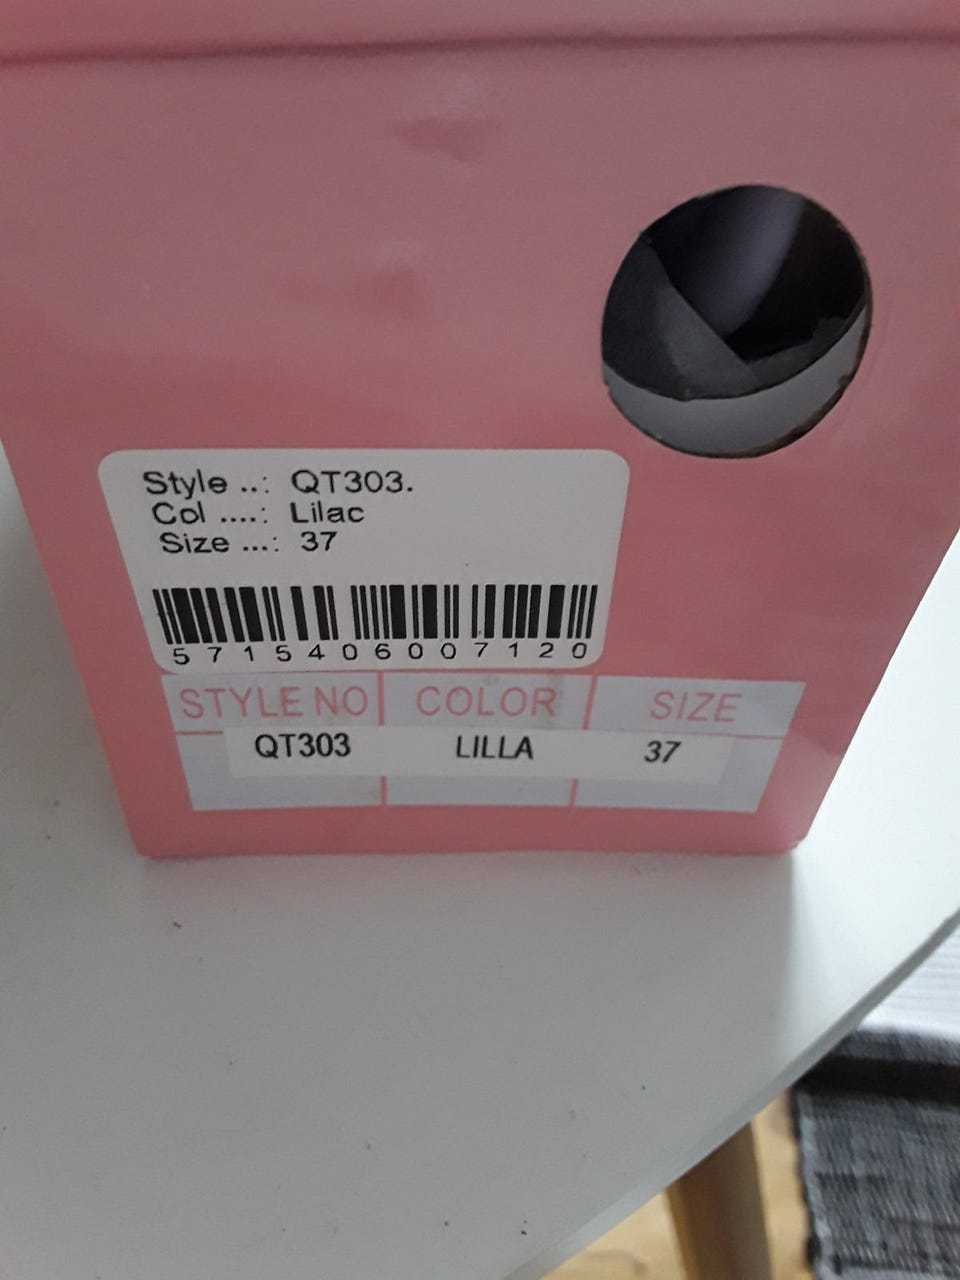 Style ..: QT303.
Col ....: Lilac
Size ...: 37
5715406007120
STYLE NO COLOR SIZE
QT303 LILLA 37